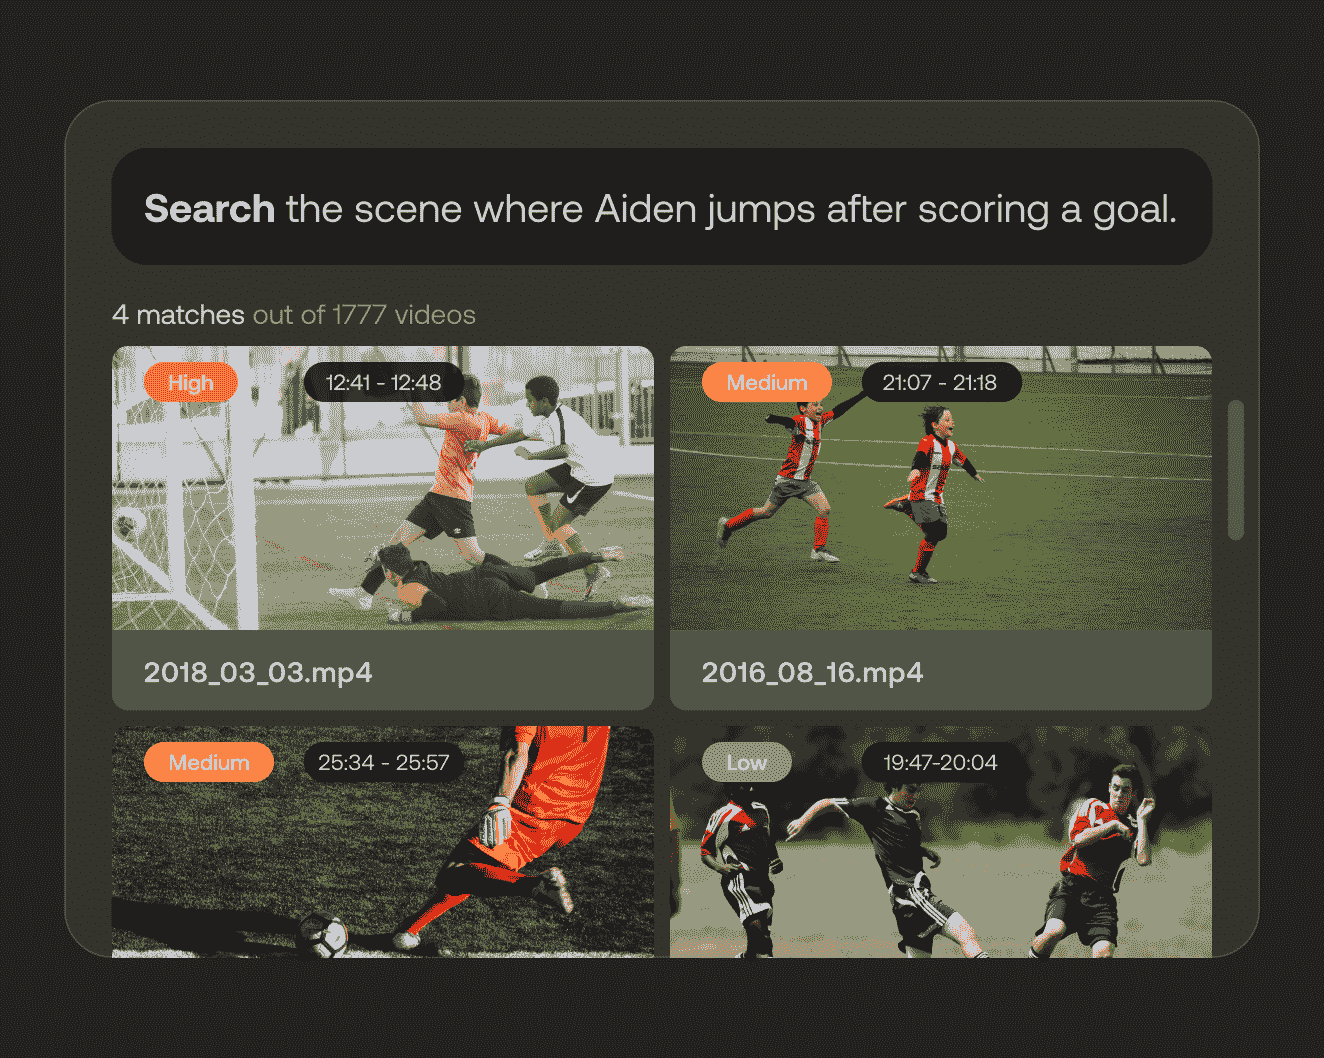 Search the scene where Aiden jumps after scoring a goal.
4 matches out of 1777 videos
High
12:41 - 12:48
Medium
21:07 - 21:18
2018_03_03.mp4
2016_08_16.mp4
Medium
25:34 - 25:57
Low
19:47-20:04